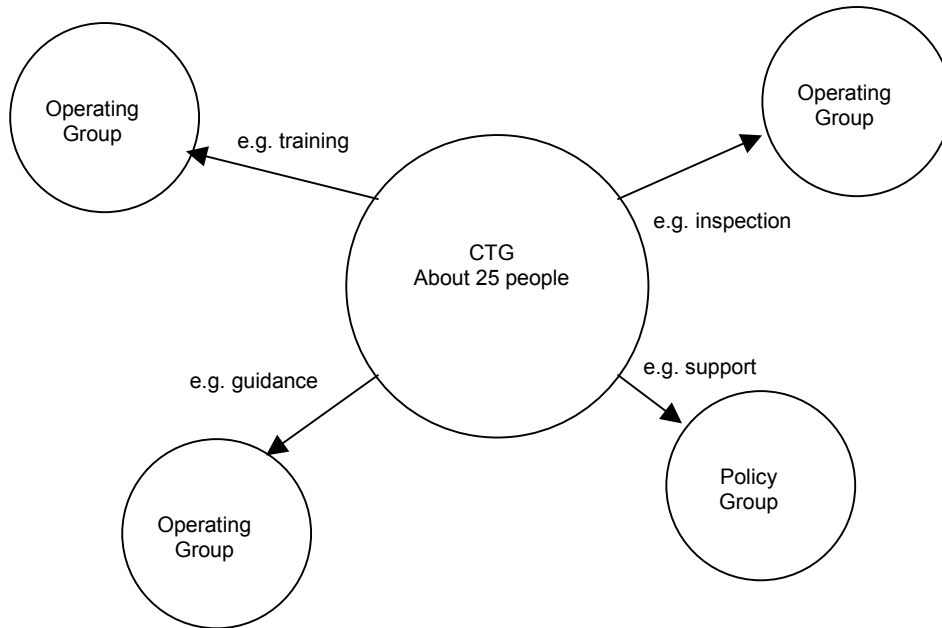 Operating
Group
e.g. training
Operating
Group
e.g. inspection
CTG
About 25 people
e.g. guidance
e.g. support
Operating
Group
Policy
Group